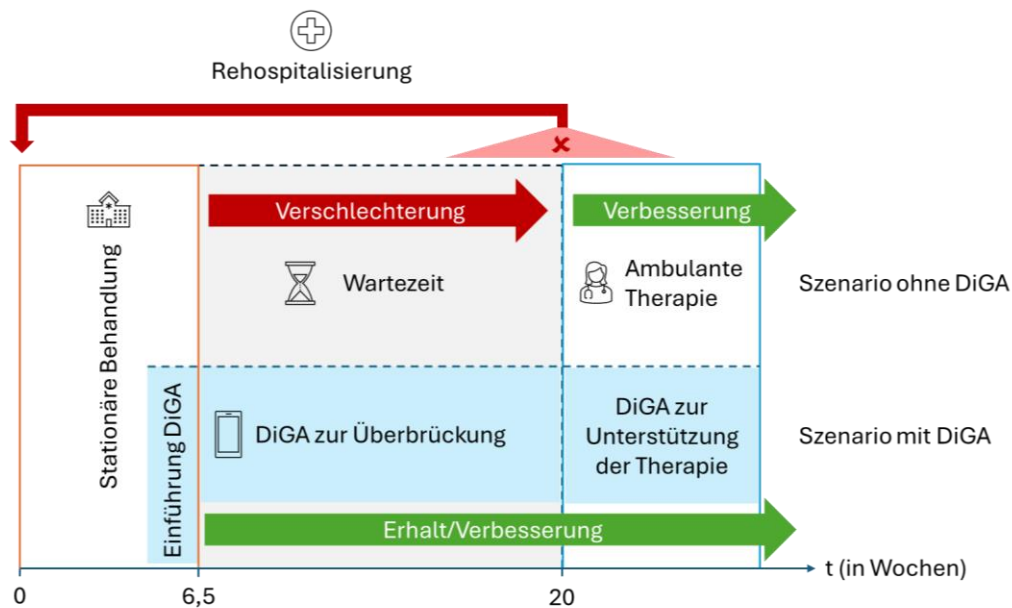 Rehospitalisierung
Verschlechterung
Verbesserung
Stationäre Behandlung
Wartezeit
Ambulante
Therapie
Szenario ohne DiGA
Einführung DiGA
DiGA zur Überbrückung
DiGA zur
Unterstützung
der Therapie
Szenario mit DiGA
Erhalt/Verbesserung
t (in Wochen)
0
6,5
20